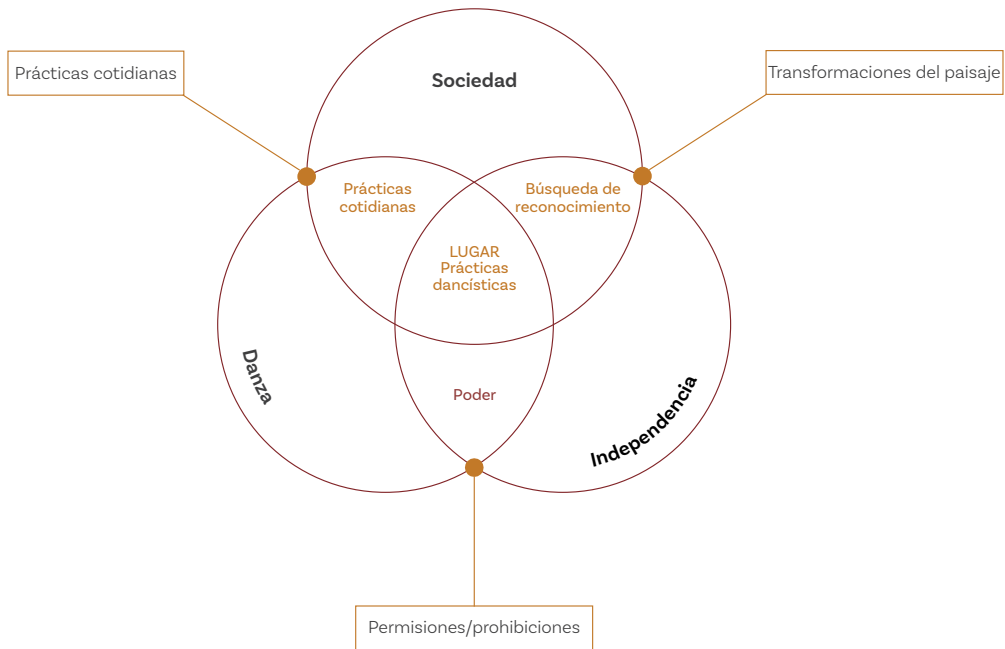 Prácticas cotidianas
Transformaciones del paisaje
Sociedad
Prácticas
cotidianas
Búsqueda de
reconocimiento
LUGAR
Prácticas
dancísticas
Danza
Independencia
Poder
Permisiones/prohibiciones